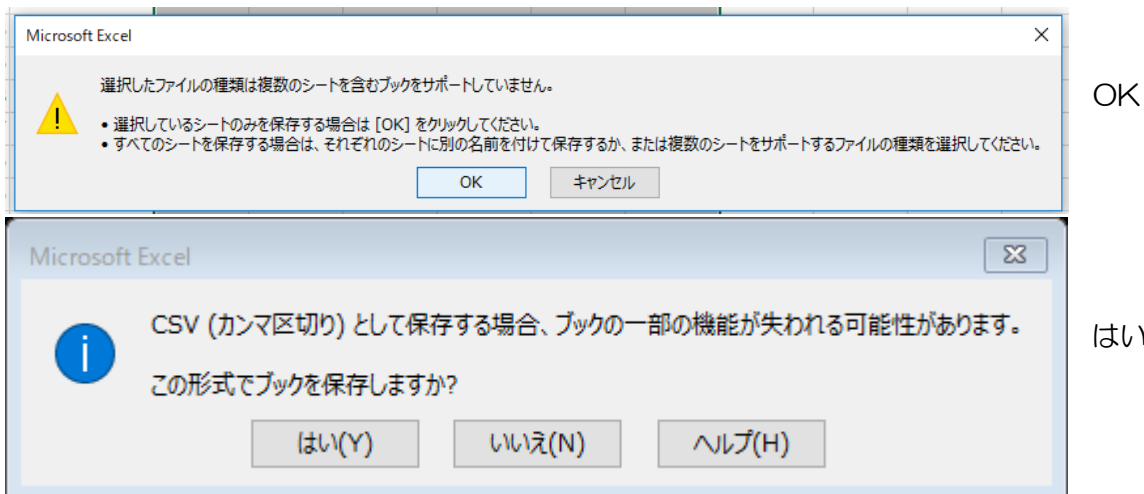 Microsoft Excel
選択したファイルの種類は複数のシートを含むブックをサポートしていません。
• 選択しているシートのみを保存する場合は [OK] をクリックしてください。
• すべてのシートを保存する場合は、それぞれのシートに別の名前を付けて保存するか、または複数のシートをサポートするファイルの種類を選択してください。
OK キャンセル
OK
Microsoft Excel
CSV (カンマ区切り) として保存する場合、ブックの一部の機能が失われる可能性があります。
この形式でブックを保存しますか?
はい(Y) いいえ(N) ヘルプ(H)
はい